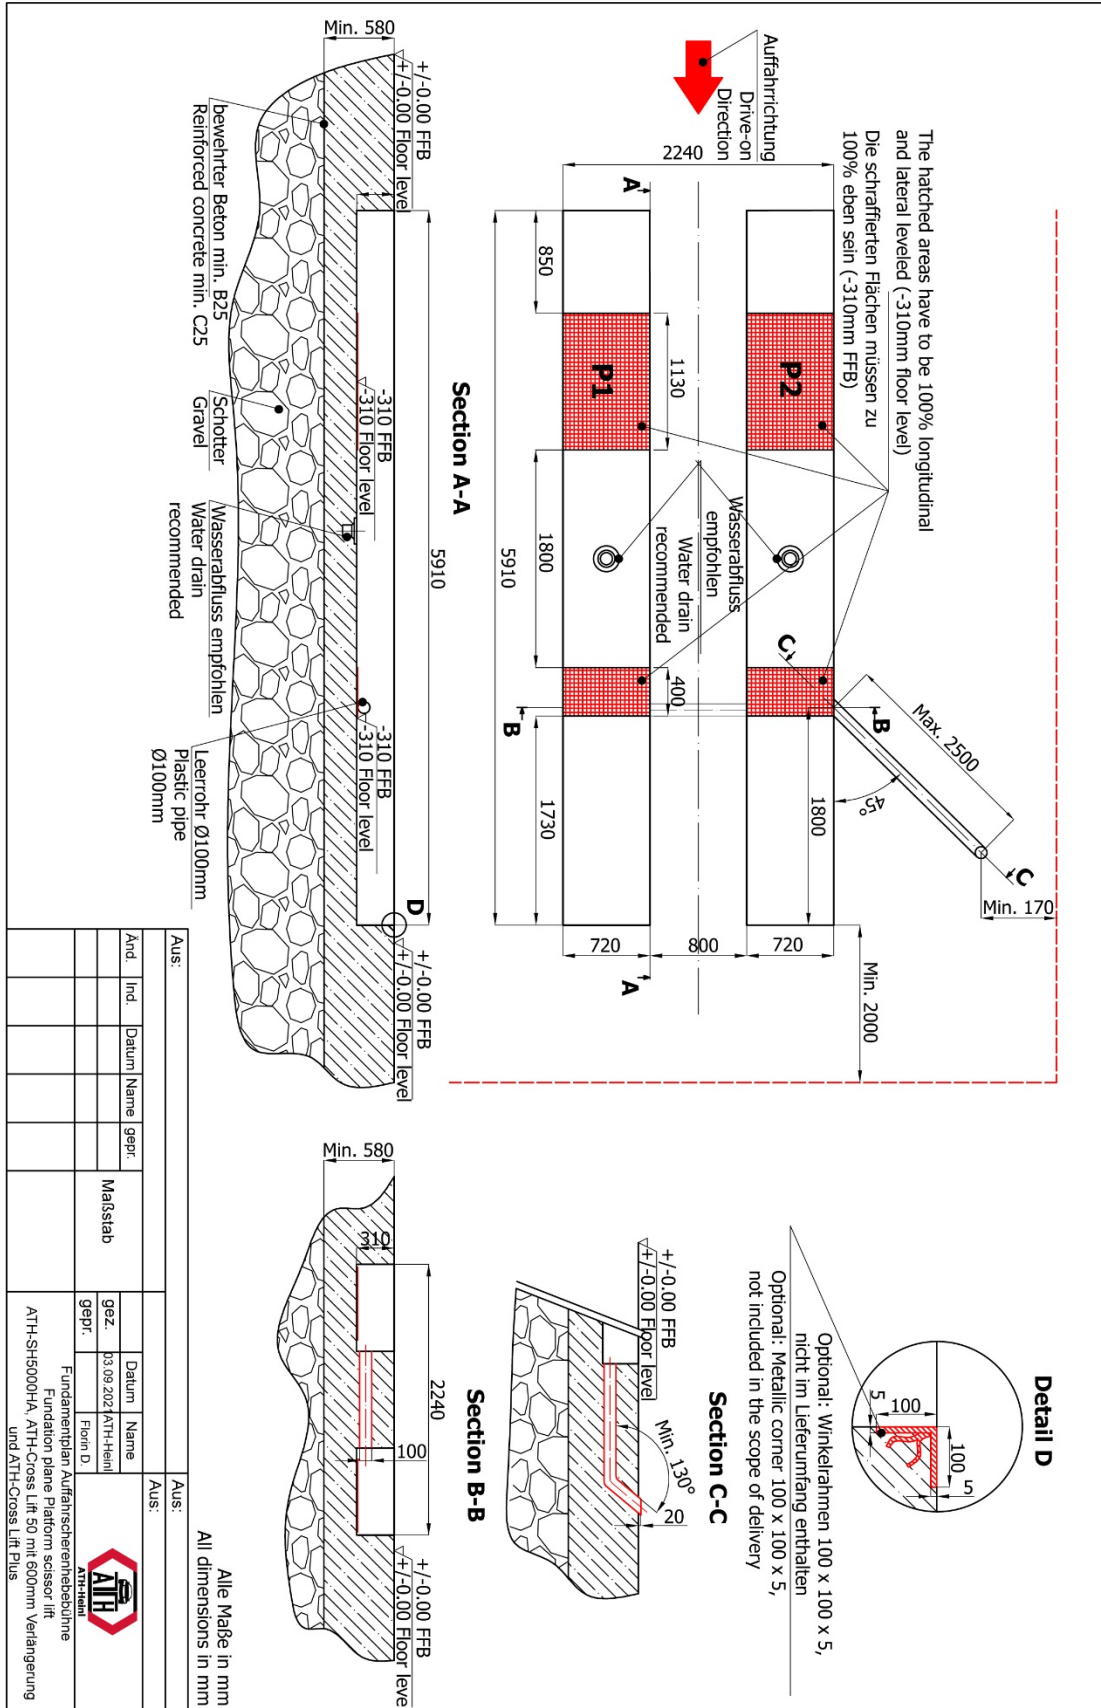 The hatched areas have to be 100% longitudinal
and lateral leveled (-310mm floor level)
Die schraffierten Flächen müssen zu
100% eben sein (-310mm FFB)
Auffahrrichtung
Drive-on
Direction
2240
A
A
850
1130
1800
400
1730
5910
P1
P2
Wasserabfluss
empfohlen
Water drain
recommended
C
C
B
B
Max. 2500
45°
1800
Min. 170
Min. 2000
720
800
720
Section A-A
Min. 580
+/-0.00 FFB
+/-0.00 Floor level
5910
-310 FFB
-310 Floor level
-310 FFB
-310 Floor level
D
+/-0.00 FFB
+/-0.00 Floor level
bewehrter Beton min. B25
Reinforced concrete min. C25
Schotter
Gravel
Wasserabfluss empfohlen
Water drain
recommended
Leerrohr Ø100mm
Plastic pipe
Ø100mm
Detail D
100
100
5
5
Optional: Winkelrahmen 100 x 100 x 5,
nicht im Lieferumfang enthalten
Optional: Metallic corner 100 x 100 x 5,
not included in the scope of delivery
Section C-C
+/-0.00 FFB
+/-0.00 Floor level
Min. 130°
20
Section B-B
Min. 580
310
2240
100
+/-0.00 FFB
+/-0.00 Floor leve
Alle Maße in mm
All dimensions in mm
Aus:
Aus:
Aus:
Änd.
Ind.
Datum
Name
gepr.
Maßstab
Datum
Name
gez.
03.09.2021
ATH-Heinl
gepr.
Florin D.
ATH
ATH-Heinl
Fundamentplan Auffahrscherenhebebühne
Fundation plane Platform scissor lift
ATH-SH5000HA, ATH-Cross Lift 50 mit 600mm Verlängerung
und ATH-Cross Lift Plus